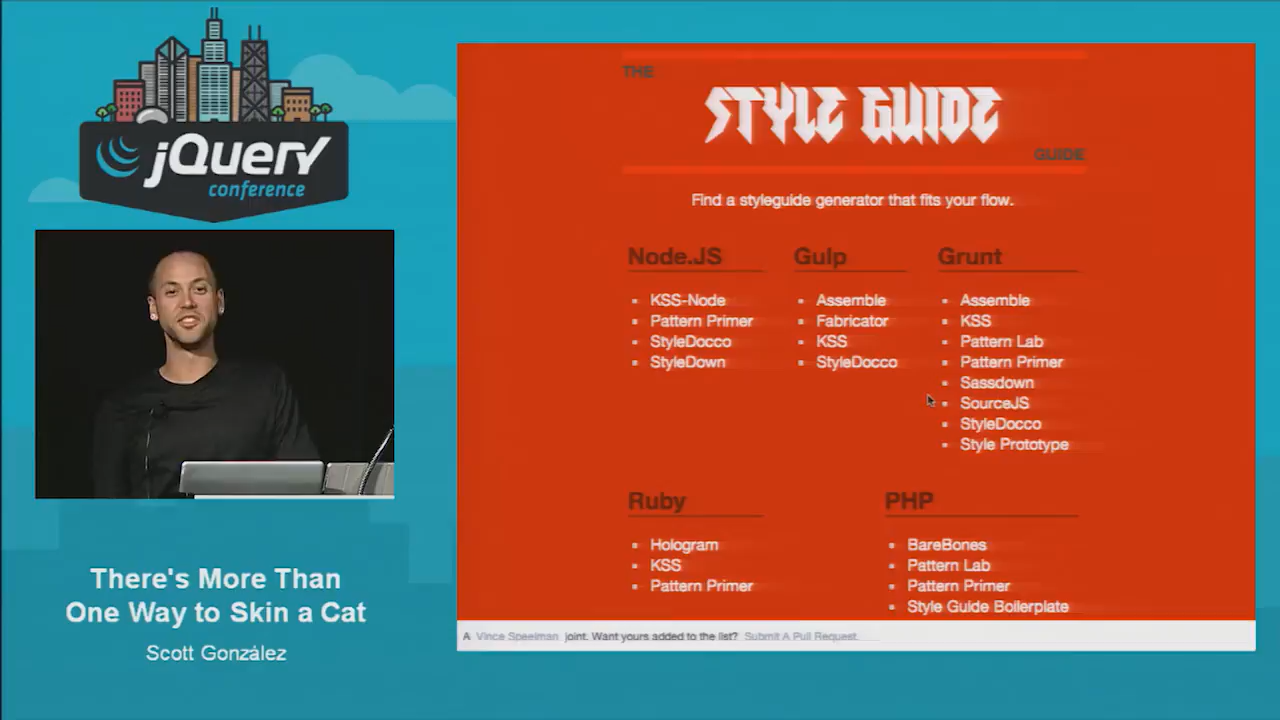 jQuery
conference
There's More Than
One Way to Skin a Cat
Scott González
THE
STYLE GUIDE
GUIDE
Find a styleguide generator that fits your flow.
Node.JS
KSS-Node
Pattern Primer
StyleDocco
StyleDown
Gulp
Assemble
Fabricator
KSS
StyleDocco
Grunt
Assemble
KSS
Pattern Lab
Pattern Primer
Sassdown
SourceJS
StyleDocco
Style Prototype
Ruby
Hologram
KSS
Pattern Primer
PHP
BareBones
Pattern Lab
Pattern Primer
Style Guide Boilerplate
A Vince Speelman joint. Want yours added to the list? Submit A Pull Request.